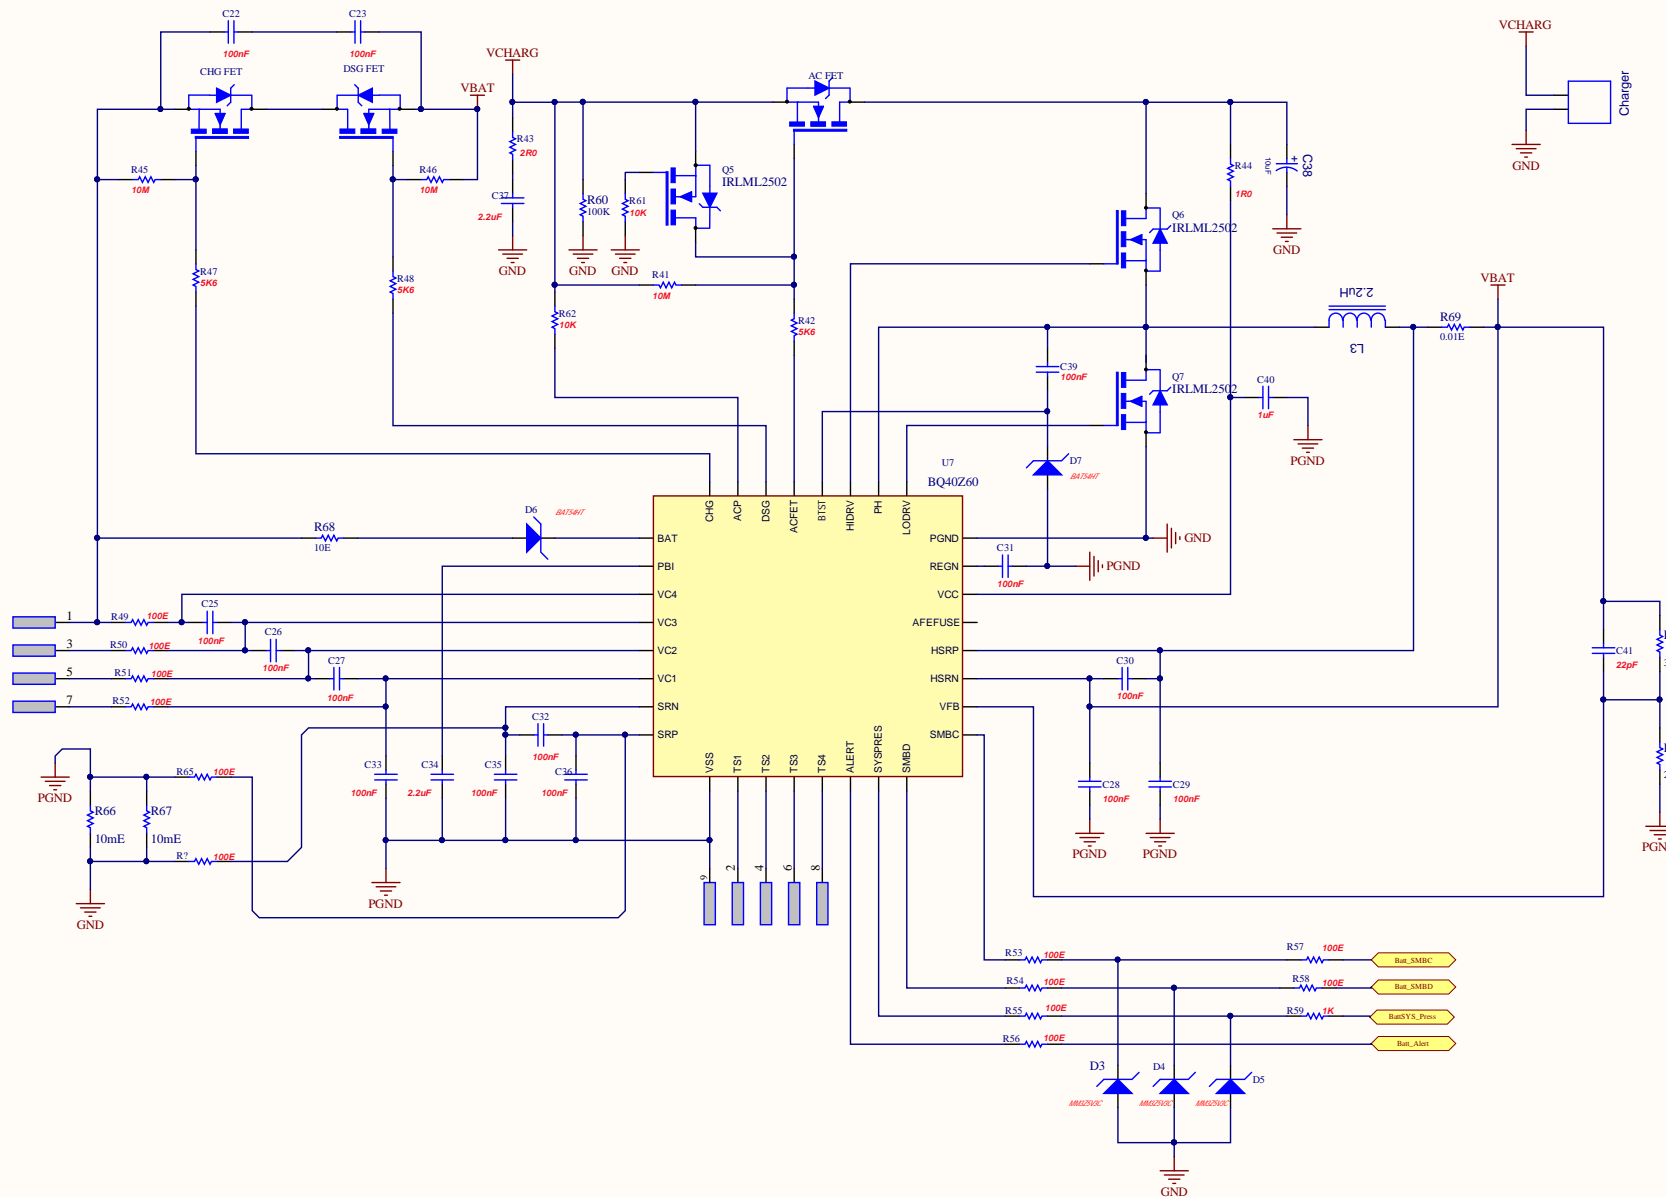 C22
100nF
C23
100nF
CHG FET
DSG FET
VBAT
VCHARG
AC FET
VCHARG
Charger
GND
R43
2R0
C37
2.2uF
GND
R60
100K
GND
R61
10K
GND
Q5
IRLML2502
R44
1R0
C38
10uF
GND
R45
10M
R46
10M
R47
5K6
R48
5K6
R41
10M
R62
10K
R42
5K6
Q6
IRLML2502
VBAT
2.2uH
L3
R69
0.01E
C39
100nF
Q7
IRLML2502
C40
1uF
PGND
D7
BAT54HT
U7
BQ40Z60
CHG
ACP
DSG
ACFET
BTST
HIDRV
PH
LODRV
R68
10E
D6
BAT54HT
BAT
PBI
VC4
VC3
VC2
VC1
SRN
SRP
PGND
REGN
VCC
AFEFUSE
HSRP
HSRN
VFB
SMBC
VSS
TS1
TS2
TS3
TS4
ALERT
SYSPRES
SMBD
GND
C31
100nF
PGND
1
R49
100E
C25
100nF
3
R50
100E
C26
100nF
5
R51
100E
C27
100nF
7
R52
100E
C30
100nF
C41
22pF
C32
100nF
C33
100nF
C34
2.2uF
C35
100nF
C36
100nF
PGND
PGND
R65
100E
R66
10mE
R67
10mE
R?
100E
GND
C28
100nF
PGND
C29
100nF
PGND
9
2
4
6
8
R53
100E
R57
100E
Batt_SMBC
R54
100E
R58
100E
Batt_SMBD
R55
100E
R59
1K
BattSYS_Press
R56
100E
Batt_Alert
D3
MM3Z5V3C
D4
MM3Z5V3C
D5
MM3Z5V3C
GND